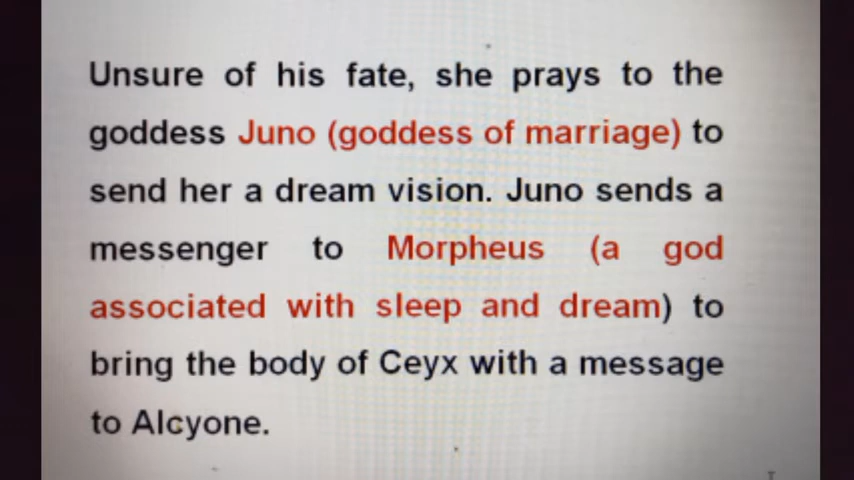 Unsure of his fate, she prays to the
goddess Juno (goddess of marriage) to
send her a dream vision. Juno sends a
messenger to Morpheus (a god
associated with sleep and dream) to
bring the body of Ceyx with a message
to Alcyone.